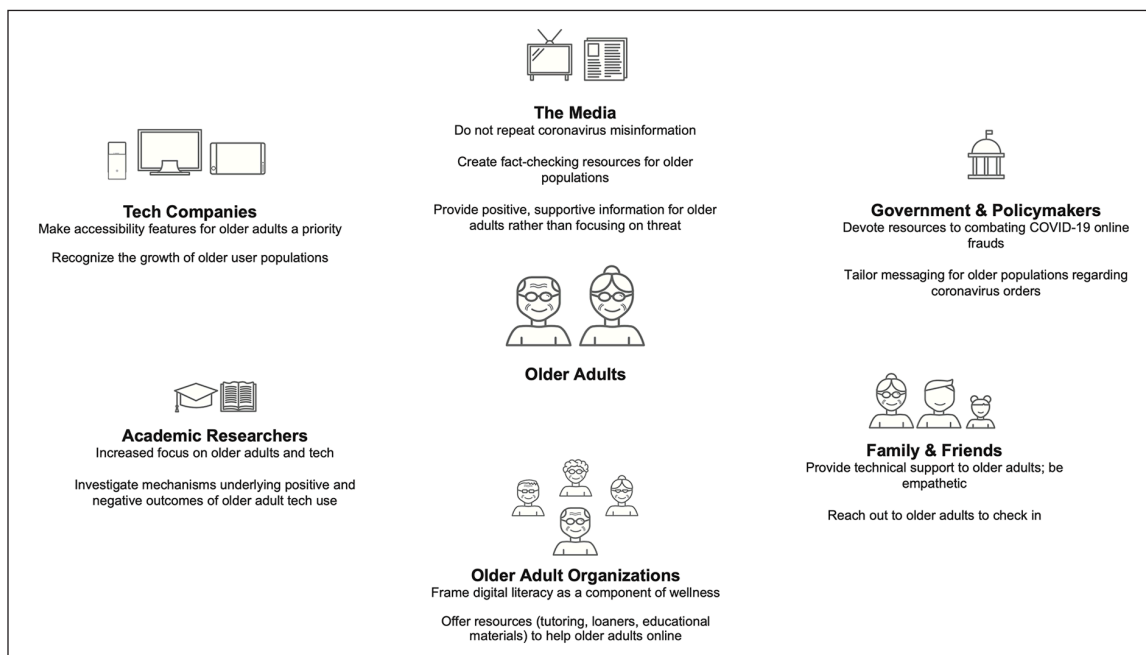 The Media
Do not repeat coronavirus misinformation
Create fact-checking resources for older
populations
Provide positive, supportive information for older
adults rather than focusing on threat
Tech Companies
Make accessibility features for older adults a priority
Recognize the growth of older user populations
Government & Policymakers
Devote resources to combating COVID-19 online
frauds
Tailor messaging for older populations regarding
coronavirus orders
Older Adults
Academic Researchers
Increased focus on older adults and tech
Investigate mechanisms underlying positive and
negative outcomes of older adult tech use
Family & Friends
Provide technical support to older adults; be
empathetic
Reach out to older adults to check in
Older Adult Organizations
Frame digital literacy as a component of wellness
Offer resources (tutoring, loaners, educational
materials) to help older adults online